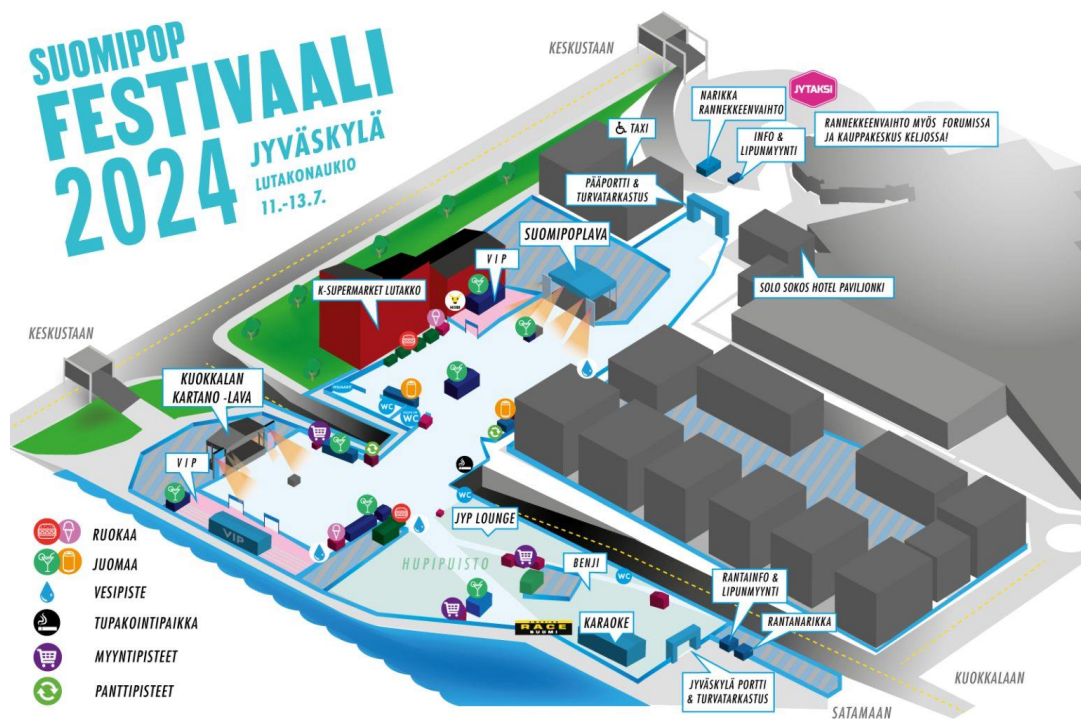 SUOMIPOP
FESTIVAALI
2024
JYVÄSKYLÄ
LUTAKONAUKIO
11.-13.7.
KESKUSTAAN
NARIKKA
RANNEKKEENVAIHTO
JYTAKSI
RANNEKKEENVAIHTO MYÖS FORUMISSA
JA KAUPPAKESKUS KELJOSSA!
INFO &
LIPUNMYYNTI
TAXI
PÄÄPORTTI &
TURVATARKASTUS
SUOMIPOPLAVA
VIP
K-SUPERMARKET LUTAKKO
SOLO SOKOS HOTEL PAVILJONKI
KESKUSTAAN
KUOKKALAN
KARTANO -LAVA
WC
WC
VIP
VIP
WC
JYP LOUNGE
HUPIPUISTO
BENJI
WC
RANTAINFO &
LIPUNMYYNTI
RANTANARIKKA
RACE
SUOMI
KARAOKE
JYVÄSKYLÄ PORTTI
& TURVATARKASTUS
KUOKKALAAN
SATAMAAN
RUOKAA
JUOMAA
VESIPISTE
TUPAKOINTIPAIKKA
MYYNTIPISTEET
PANTTIPISTEET